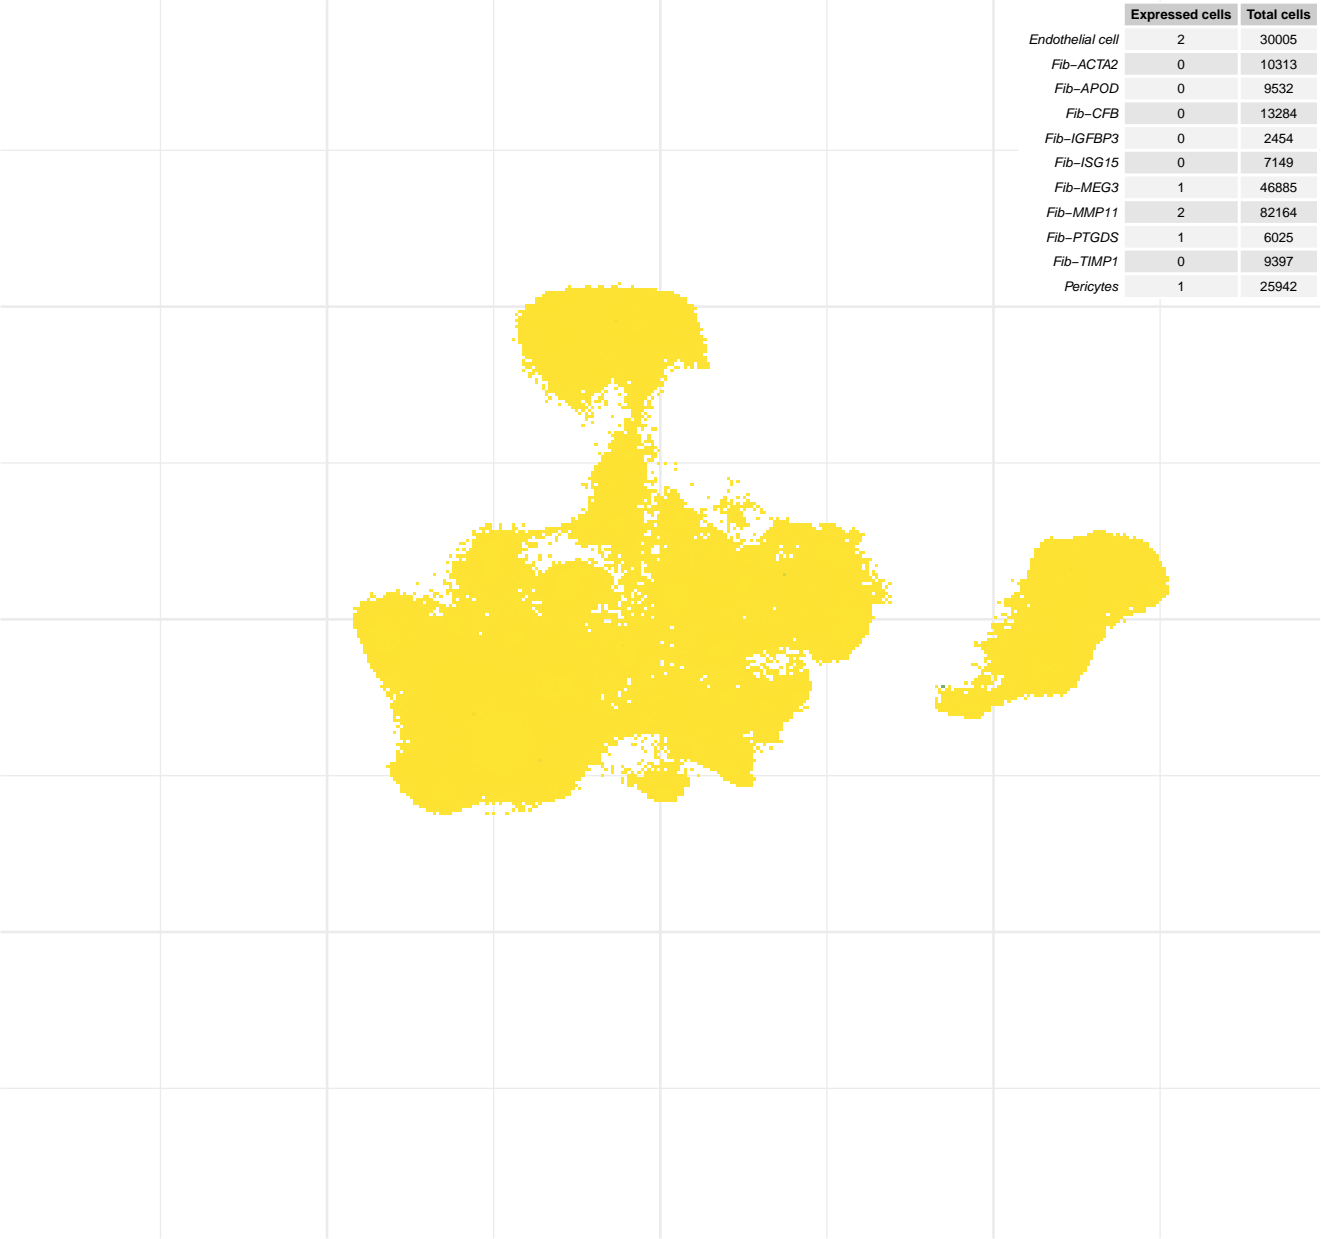 Expressed cells Total cells
Endothelial cell 2 30005
Fib−ACTA2 0 10313
Fib−APOD 0 9532
Fib−CFB 0 13284
Fib−IGFBP3 0 2454
Fib−ISG15 0 7149
Fib−MEG3 1 46885
Fib−MMP11 2 82164
Fib−PTGDS 1 6025
Fib−TIMP1 0 9397
Pericytes 1 25942